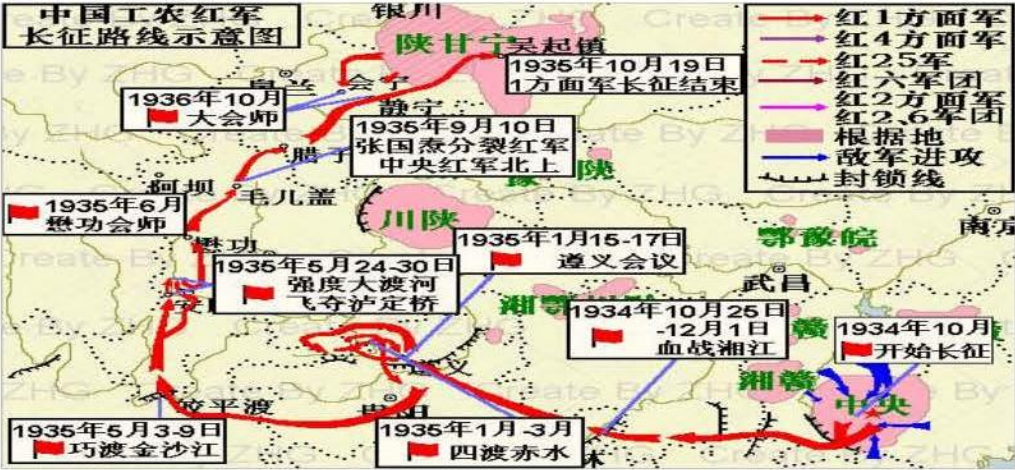 中国工农红军
长征路线示意图
银川
陕甘宁
吴起镇
1935年10月19日
1方面军长征结束
会宁
静宁
1936年10月
大会师
1935年9月10日
张国焘分裂红军
中央红军北上
腊子
阿坝
毛儿盖
陕
川陕
1935年6月
懋功会师
懋功
1935年5月24-30日
强度大渡河
飞夺泸定桥
1935年1月15-17日
遵义会议
鄂豫皖
南京
武昌
湘鄂
1934年10月25日
-12月1日
血战湘江
赣
1934年10月
开始长征
湘赣
中央
皎平渡
贵阳
1935年5月3-9日
巧渡金沙江
1935年1月-3月
四渡赤水
红1方面军
红4方面军
红25军
红六军团
红2方面军
红2、6军团
根据地
敌军进攻
封锁线
Create By ZHG